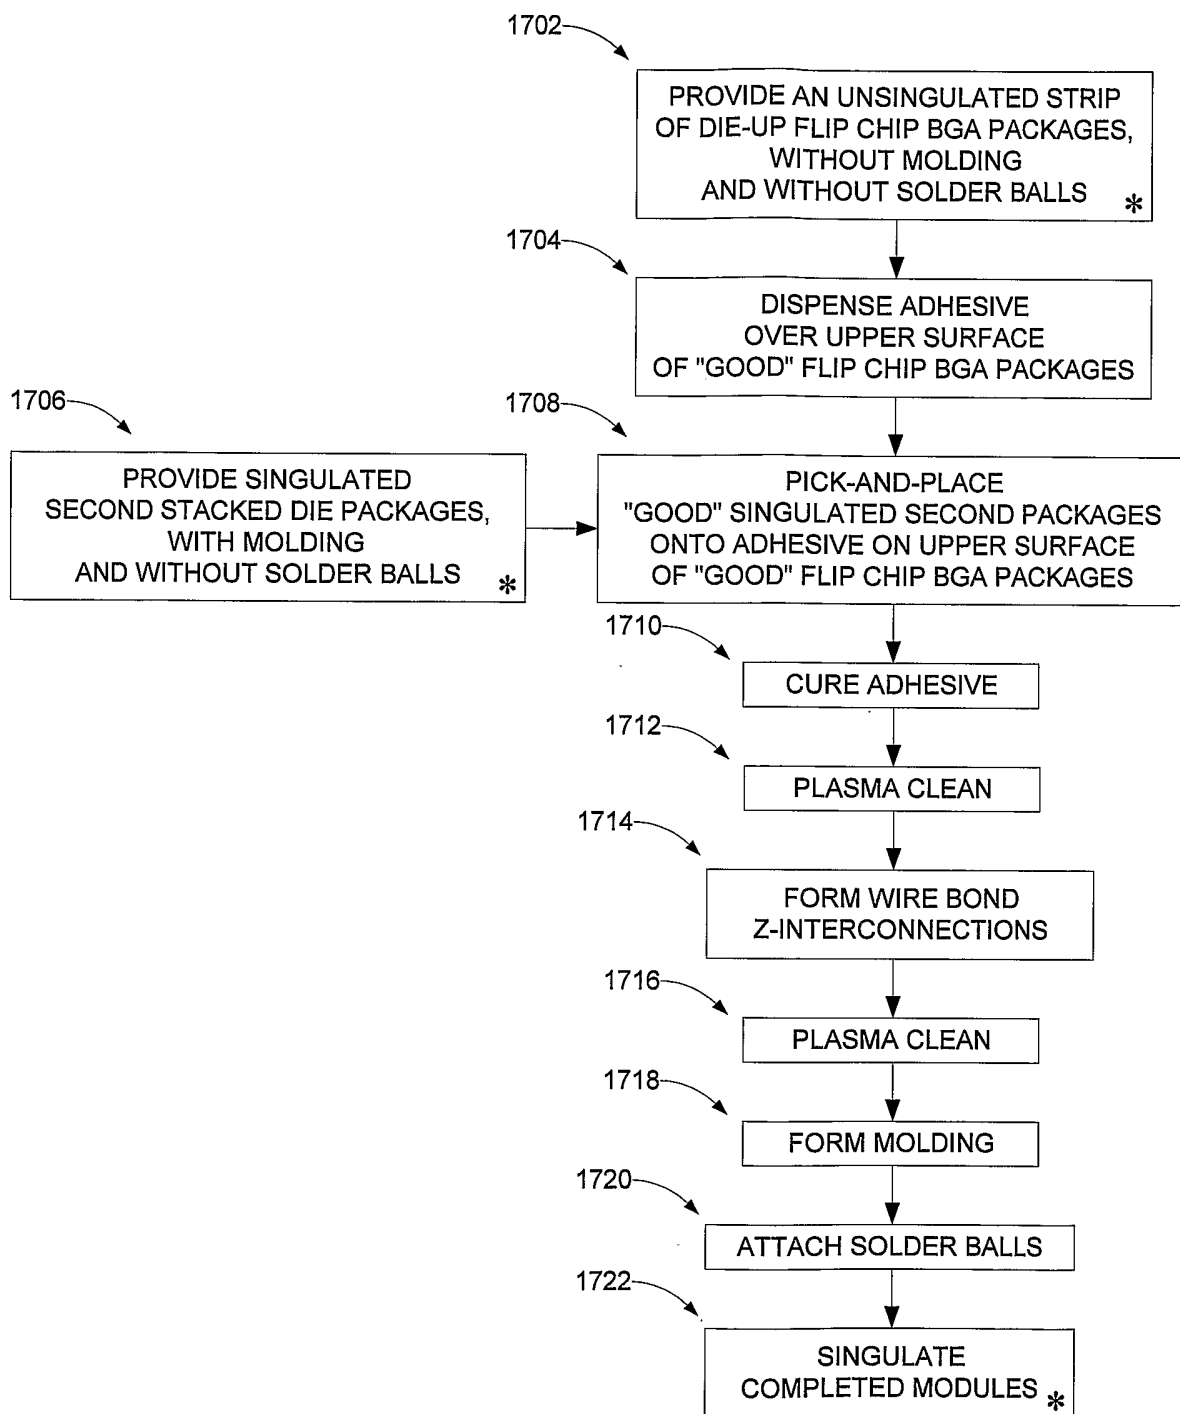 1702
PROVIDE AN UNSINGULATED STRIP
OF DIE-UP FLIP CHIP BGA PACKAGES,
WITHOUT MOLDING
AND WITHOUT SOLDER BALLS *
1704
DISPENSE ADHESIVE
OVER UPPER SURFACE
OF "GOOD" FLIP CHIP BGA PACKAGES
1706
PROVIDE SINGULATED
SECOND STACKED DIE PACKAGES,
WITH MOLDING
AND WITHOUT SOLDER BALLS *
1708
PICK-AND-PLACE
"GOOD" SINGULATED SECOND PACKAGES
ONTO ADHESIVE ON UPPER SURFACE
OF "GOOD" FLIP CHIP BGA PACKAGES
1710
CURE ADHESIVE
1712
PLASMA CLEAN
1714
FORM WIRE BOND
Z-INTERCONNECTIONS
1716
PLASMA CLEAN
1718
FORM MOLDING
1720
ATTACH SOLDER BALLS
1722
SINGULATE
COMPLETED MODULES *